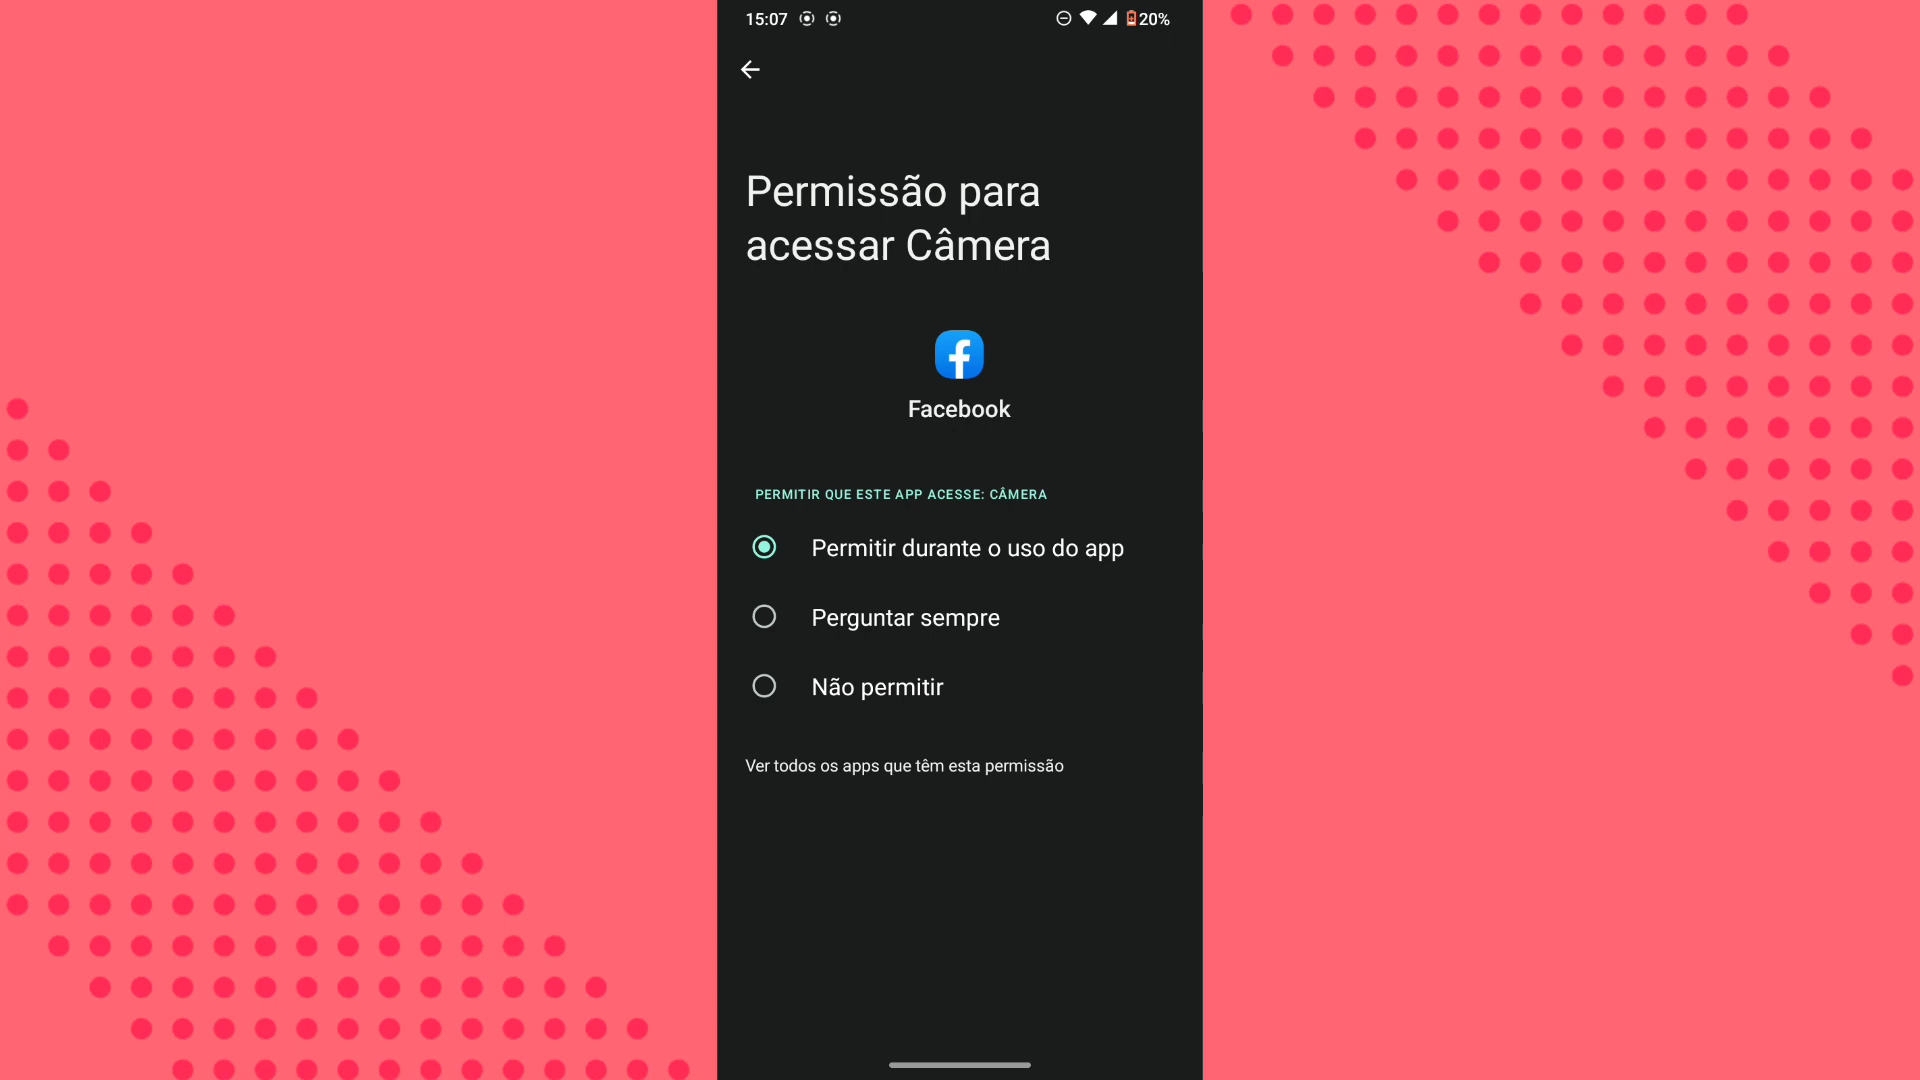 15:07 20%
Permissão para
acessar Câmera
Facebook
PERMITIR QUE ESTE APP ACESSE: CÂMERA
Permitir durante o uso do app
Perguntar sempre
Não permitir
Ver todos os apps que têm esta permissão